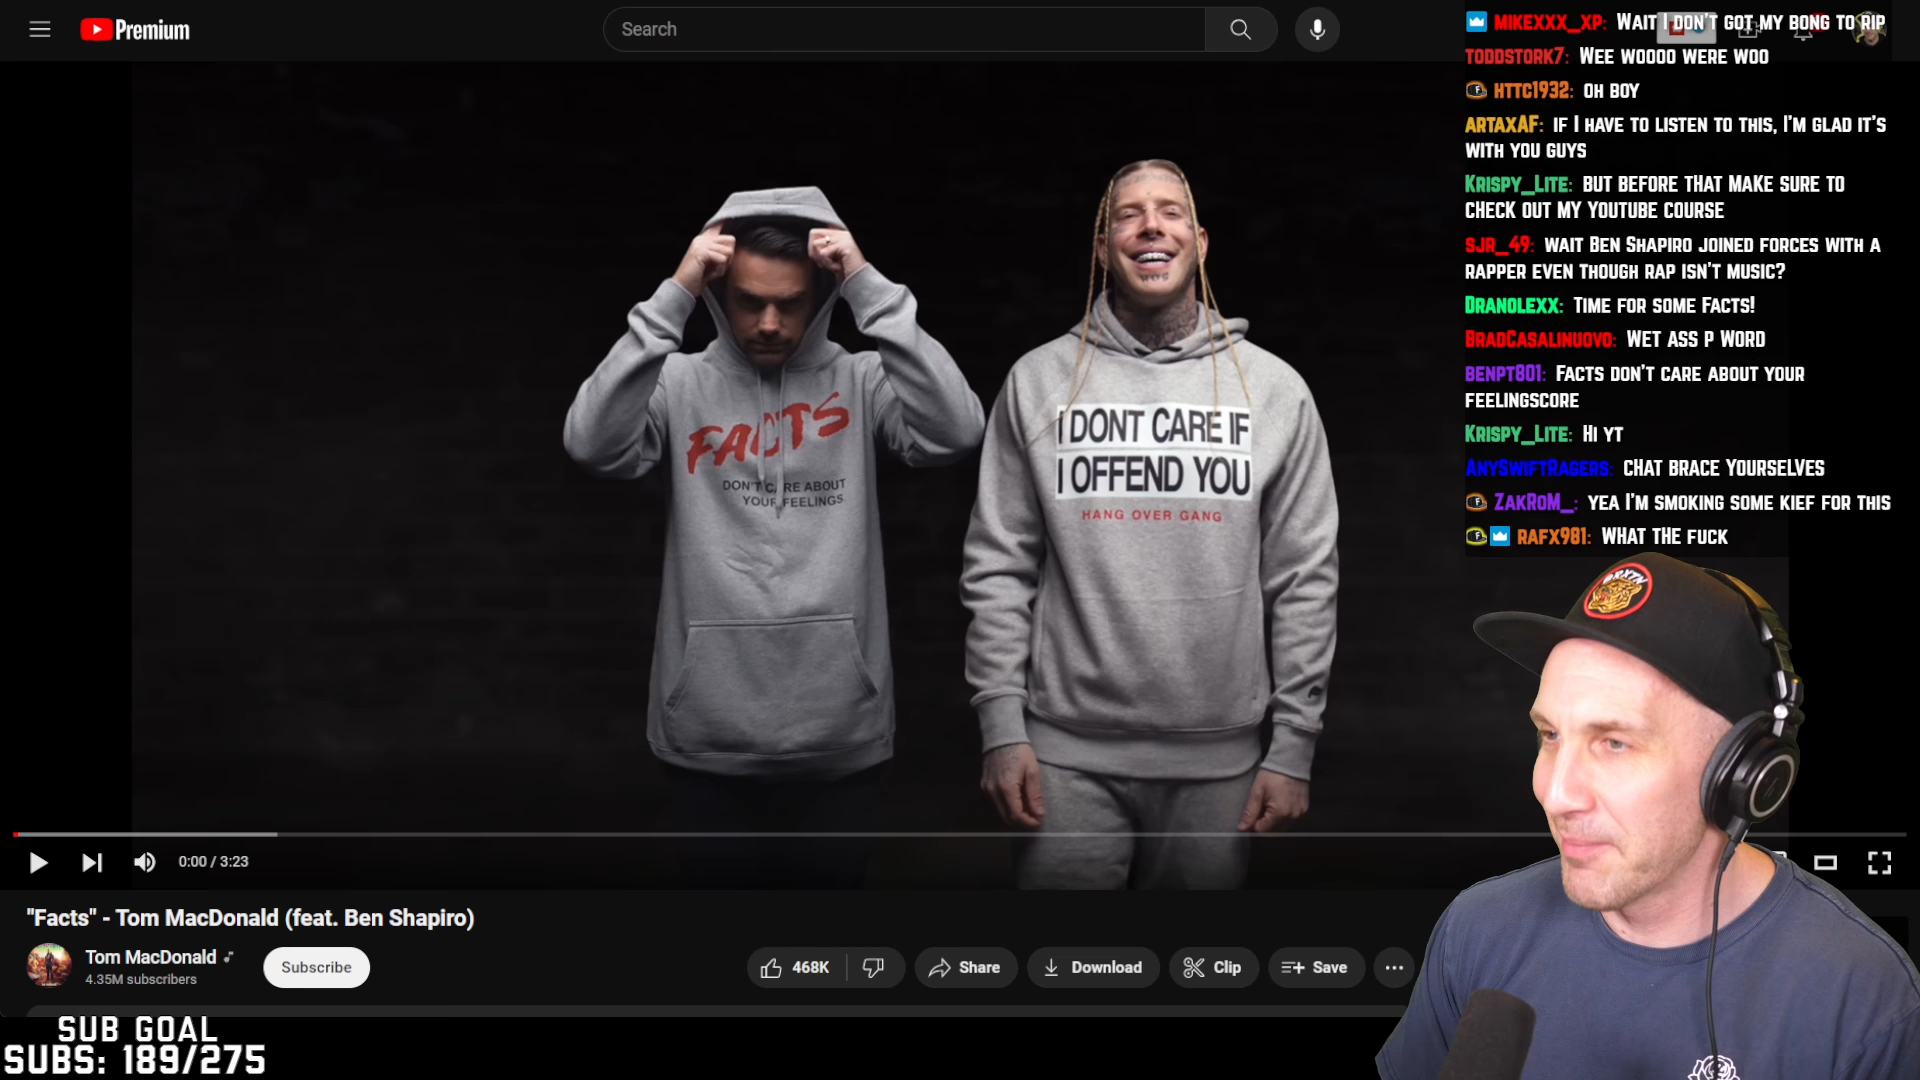 Premium
Search
MIKEXXX_XP: WAIT I DON'T GOT MY BONG TO RIP
TODDSTORK7: WEE WOOOO WERE WOO
HTTC1932: OH BOY
ARTAXAF: IF I HAVE TO LISTEN TO THIS, I'M GLAD IT'S
WITH YOU GUYS
KRISPY_LITE: BUT BEFORE THAT MAKE SURE TO
CHECK OUT MY YOUTUBE COURSE
SJR_49: WAIT BEN SHAPIRO JOINED FORCES WITH A
RAPPER EVEN THOUGH RAP ISN'T MUSIC?
DRANOLEXX: TIME FOR SOME FACTS!
BRADCASALINUOVO: WET ASS P WORD
BENPT801: FACTS DON'T CARE ABOUT YOUR
FEELINGSCORE
KRISPY_LITE: HI YT
ANYSWIFTRAGERS: CHAT BRACE YOURSELVES
ZAKROM_: YEA I'M SMOKING SOME KIEF FOR THIS
RAFX981: WHAT THE FUCK
FACTS
DON'T CARE ABOUT
YOUR FEELINGS
I DONT CARE IF
I OFFEND YOU
HANG OVER GANG
BRXTN
0:00 / 3:23
"Facts" - Tom MacDonald (feat. Ben Shapiro)
Tom MacDonald
4.35M subscribers
Subscribe
468K
Share
Download
Clip
Save
SUB GOAL
SUBS: 189/275